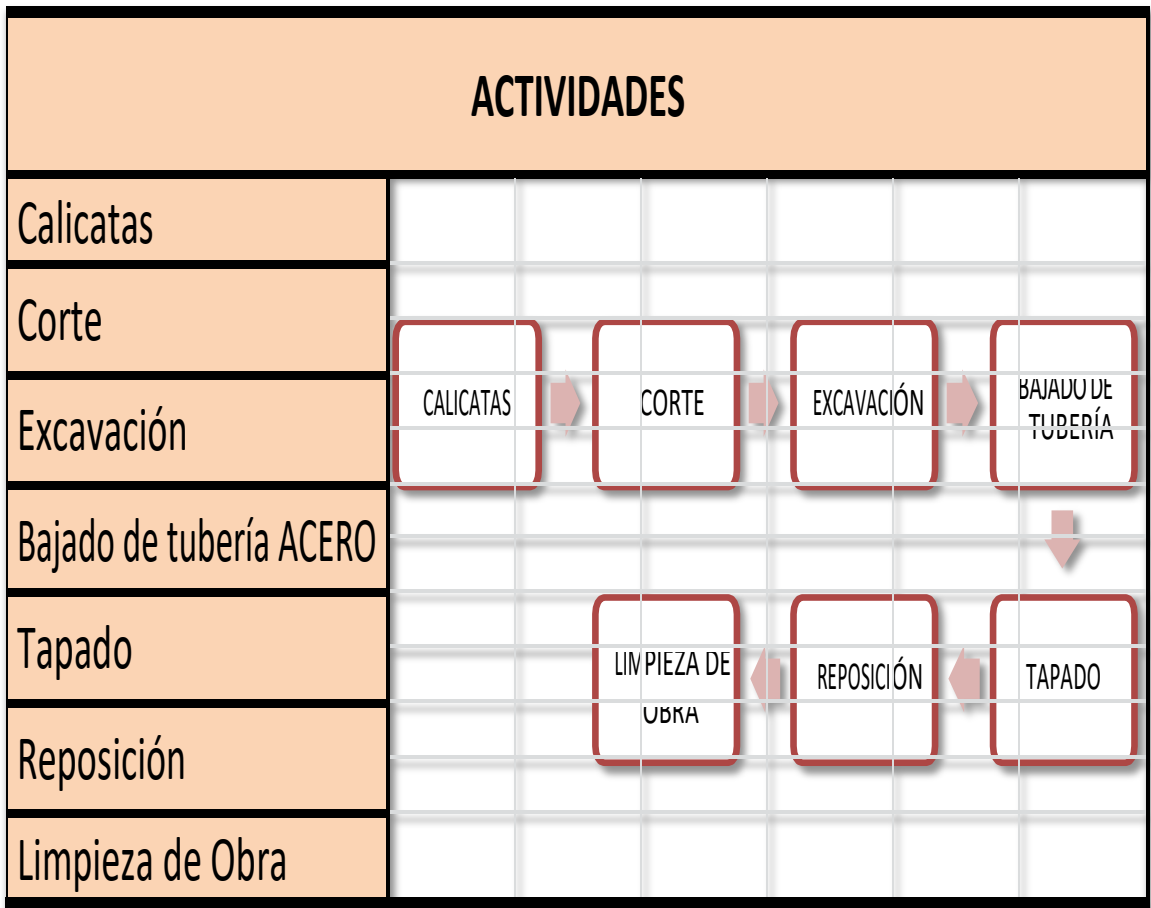 ACTIVIDADES
Calicatas
Corte
Excavación
Bajado de tubería ACERO
Tapado
Reposición
Limpieza de Obra
CALICATAS
CORTE
EXCAVACIÓN
BAJADO DE
TUBERÍA
TAPADO
REPOSICIÓN
LIMPIEZA DE
OBRA